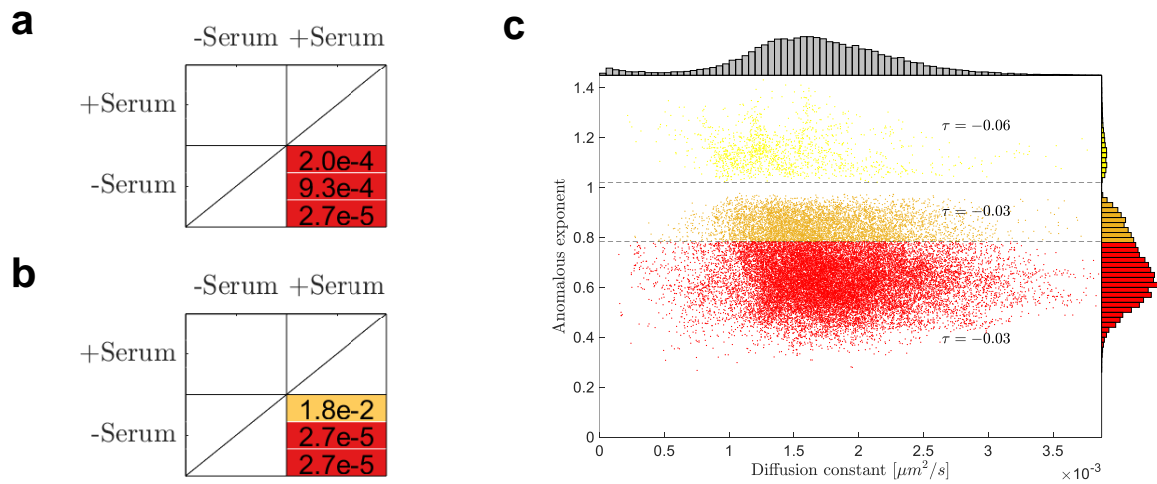 a
-Serum +Serum
+Serum
-Serum
2.0e-4
9.3e-4
2.7e-5
b
-Serum +Serum
+Serum
-Serum
1.8e-2
2.7e-5
2.7e-5
c
1.4
1.2
1
0.8
0.6
0.4
0.2
0
Anomalous exponent
τ = −0.06
τ = −0.03
τ = −0.03
0 0.5 1 1.5 2 2.5 3 3.5
Diffusion constant [μm²/s]
×10⁻³